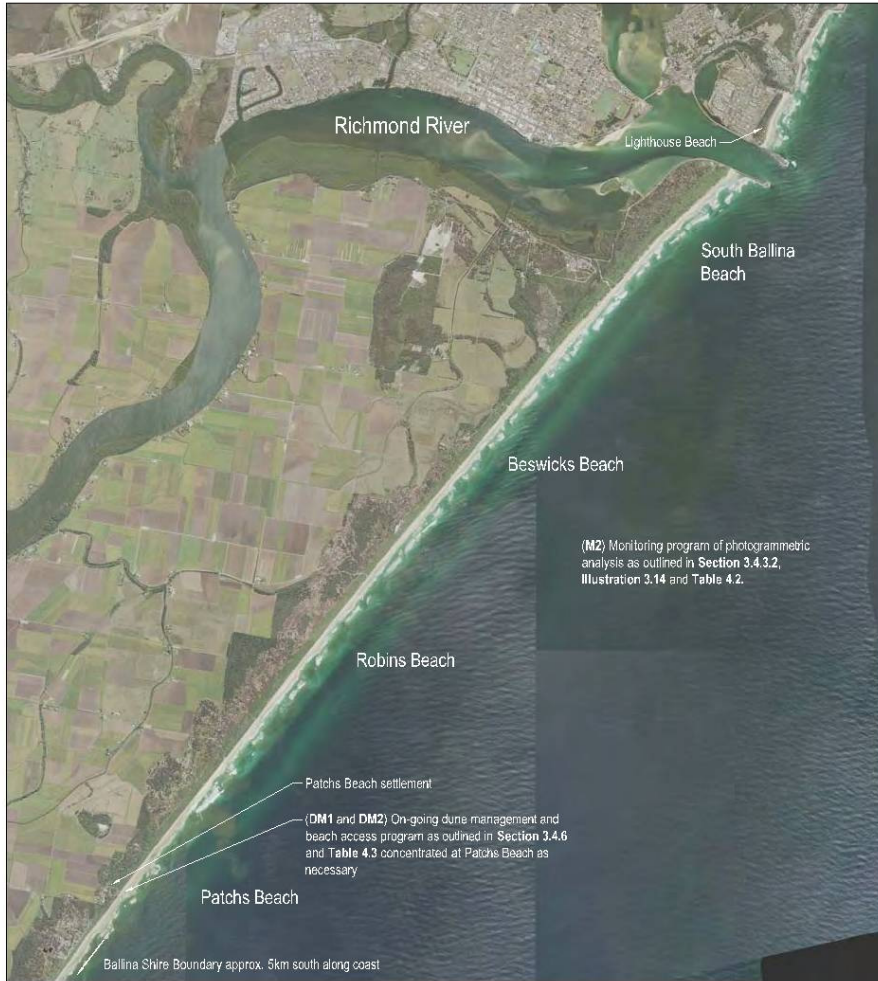 Richmond River
Lighthouse Beach
South Ballina
Beach
Beswicks Beach
(M2) Monitoring program of photogrammetric
analysis as outlined in Section 3.4.3.2,
Illustration 3.14 and Table 4.2.
Robins Beach
Patchs Beach settlement
(DM1 and DM2) On-going dune management and
beach access program as outlined in Section 3.4.6
and Table 4.3 concentrated at Patchs Beach as
necessary
Patchs Beach
Ballina Shire Boundary approx. 5km south along coast